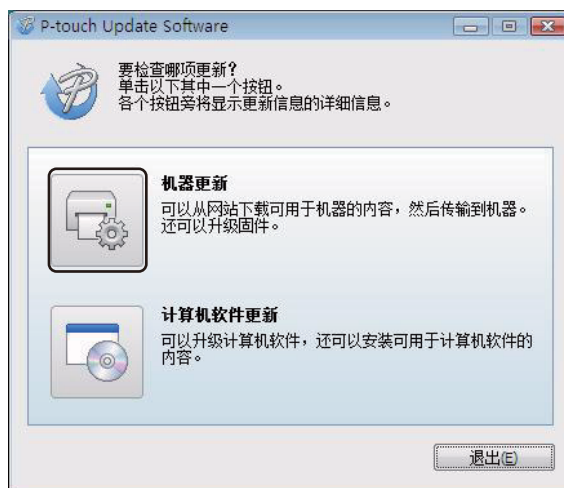 P-touch Update Software
要检查哪项更新？
单击以下其中一个按钮。
各个按钮旁将显示更新信息的详细信息。
机器更新
可以从网站下载可用于机器的内容，然后传输到机器。
还可以升级固件。
计算机软件更新
可以升级计算机软件，还可以安装可用于计算机软件的
内容。
退出(E)